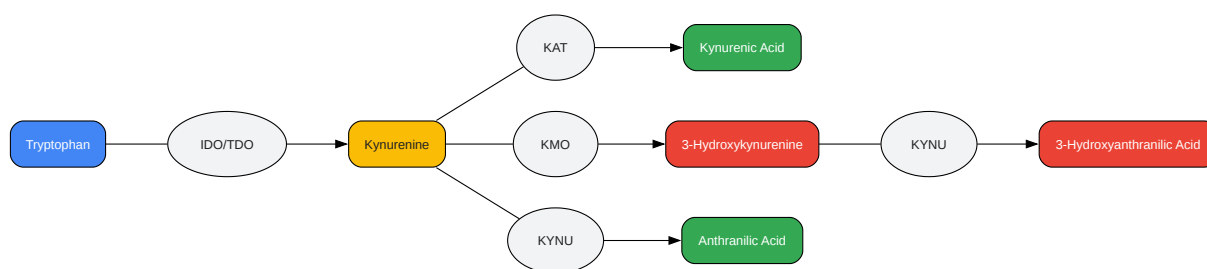 KAT
Kynurenic Acid
Tryptophan
IDO/TDO
Kynurenine
KMO
3-Hydroxykynurenine
KYNU
3-Hydroxyanthranilic Acid
KYNU
Anthranilic Acid